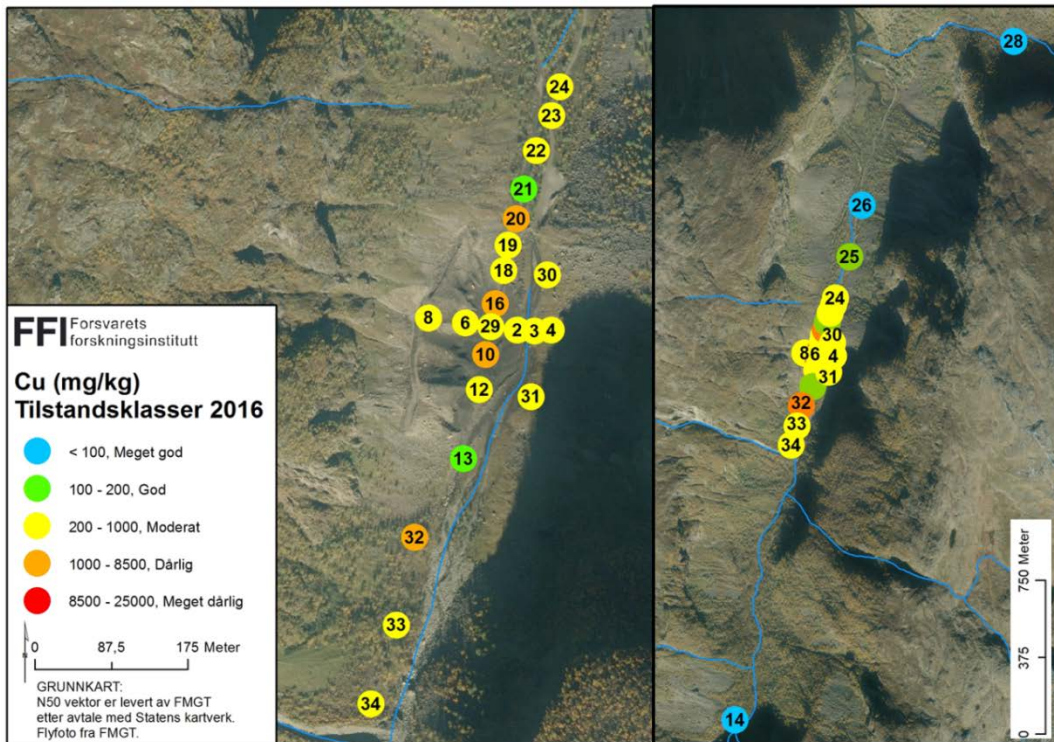 24
23
22
21
20
19
18
30
16
8
6
29
2
3
4
10
12
31
13
32
33
34
FFI Forsvarets
forskningsinstitutt
Cu (mg/kg)
Tilstandsklasser 2016
< 100, Meget god
100 - 200, God
200 - 1000, Moderat
1000 - 8500, Dårlig
8500 - 25000, Meget dårlig
N
0 87,5 175 Meter
GRUNNKART:
N50 vektor er levert av FMGT
etter avtale med Statens kartverk.
Flyfoto fra FMGT.
28
26
25
24
30
8 6 4
31
32
33
34
14
0 375 750 Meter